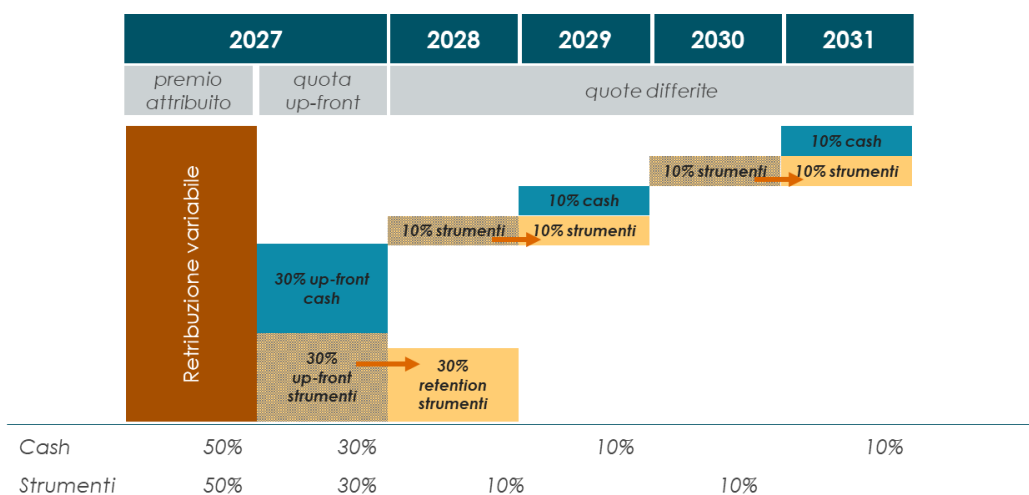 2027 2028 2029 2030 2031
premio attribuito
quota up-front
quote differite
Retribuzione variabile
10% cash
10% strumenti 10% strumenti
10% cash
10% strumenti 10% strumenti
30% up-front
cash
30%
up-front
strumenti
30%
retention
strumenti
Cash 50% 30% 10% 10%
Strumenti 50% 30% 10% 10%